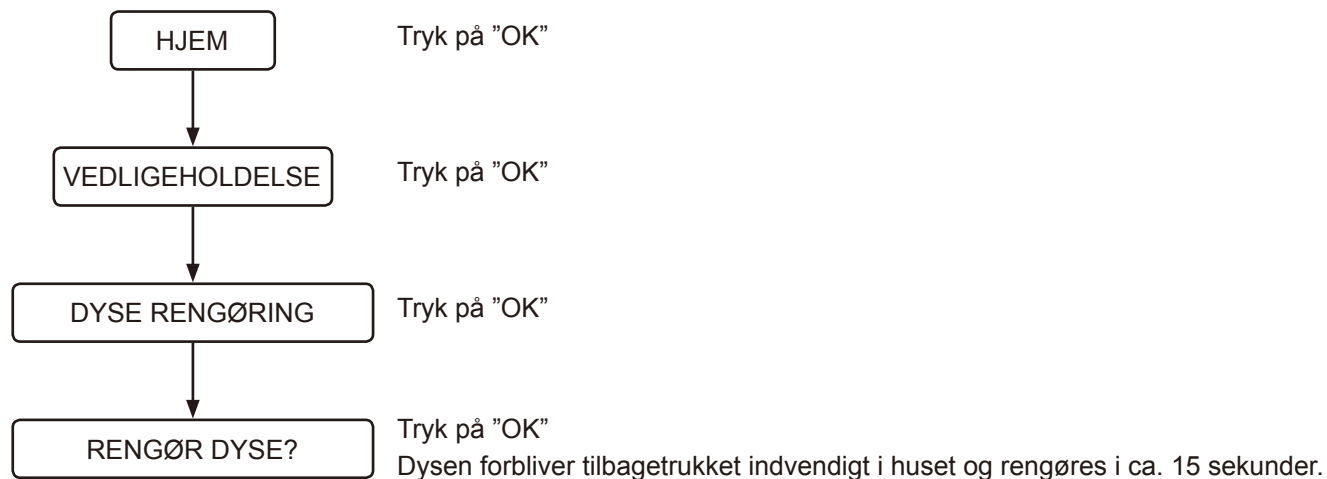 HJEM
Tryk på ”OK”
VEDLIGEHOLDELSE
Tryk på ”OK”
DYSE RENGØRING
Tryk på ”OK”
RENGØR DYSE?
Tryk på ”OK”
Dysen forbliver tilbagetrukket indvendigt i huset og rengøres i ca. 15 sekunder.